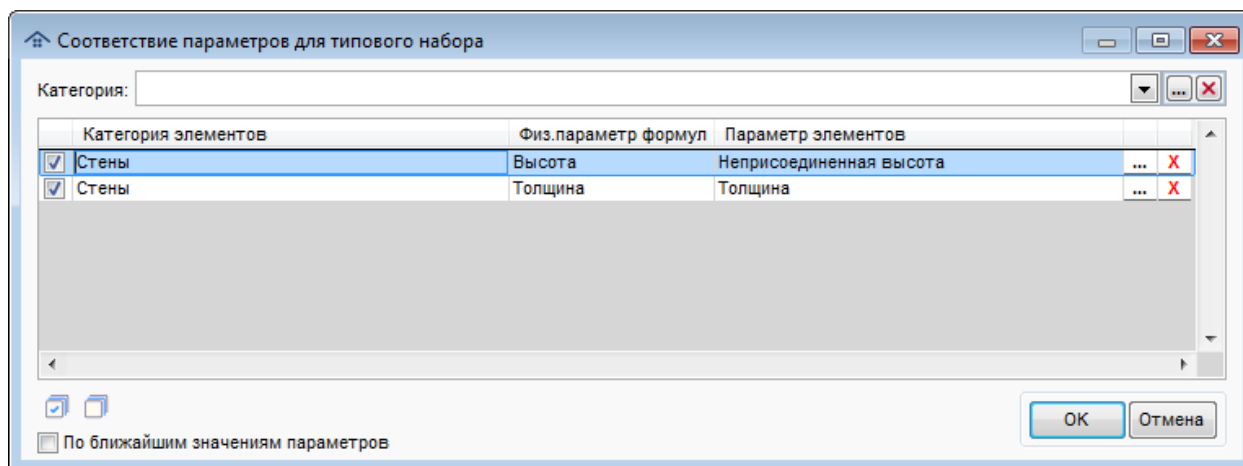 Соответствие параметров для типового набора
Категория:
Категория элементов Физ.параметр формул Параметр элементов
Стены Высота Неприсоединенная высота ... X
Стены Толщина Толщина ... X
OK Отмена
По ближайшим значениям параметров